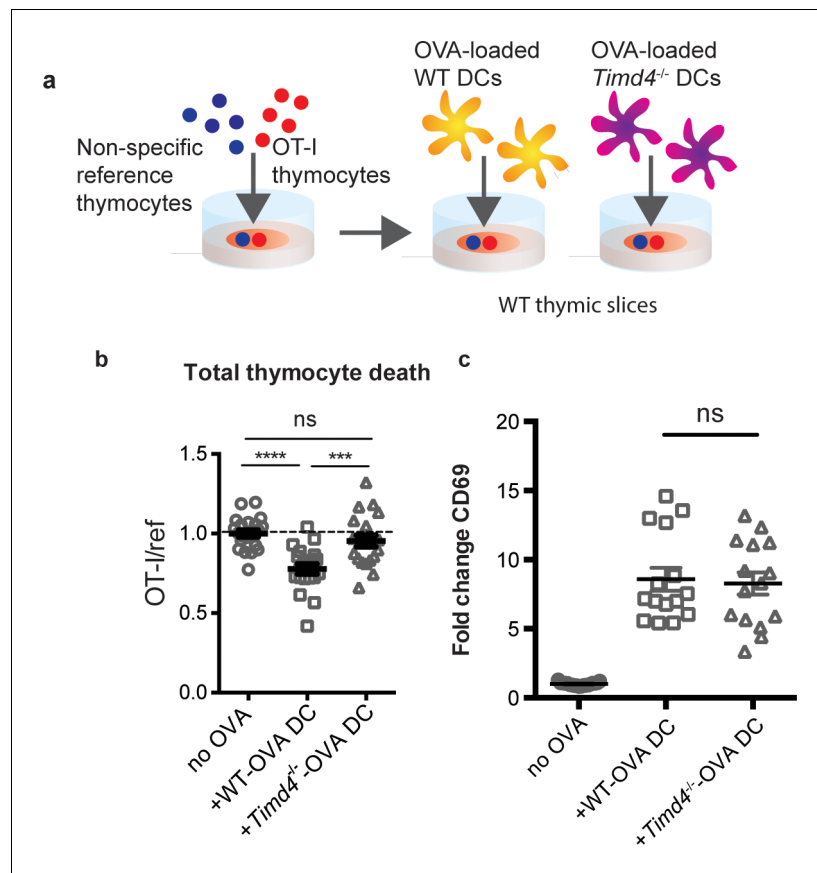 a
OVA-loaded
WT DCs
OVA-loaded
Timd4-/- DCs
Non-specific
reference
thymocytes
OT-I
thymocytes
WT thymic slices
b
Total thymocyte death
ns
****
***
1.5
1.0
0.5
0.0
OT-I/ref
no OVA
+WT-OVA DC
+Timd4-/--OVA DC
c
ns
20
15
10
5
0
Fold change CD69
no OVA
+WT-OVA DC
+Timd4-/--OVA DC